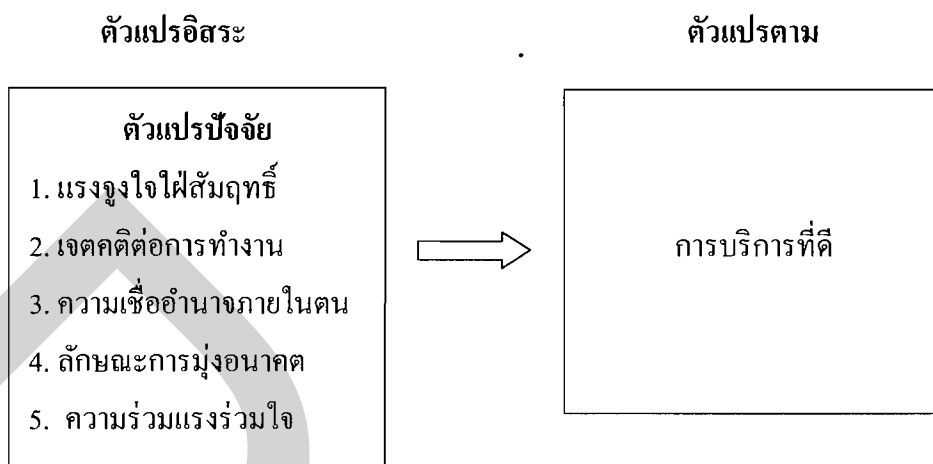 ตัวแปรอิสระ
ตัวแปรตาม
ตัวแปรปัจจัย
1. แรงจูงใจใฝ่สัมฤทธิ์
2. เจตคติต่อการทำงาน
3. ความเชื่ออำนาจภายในตน
4. ลักษณะการมุ่งอนาคต
5. ความร่วมแรงร่วมใจ
การบริการที่ดี